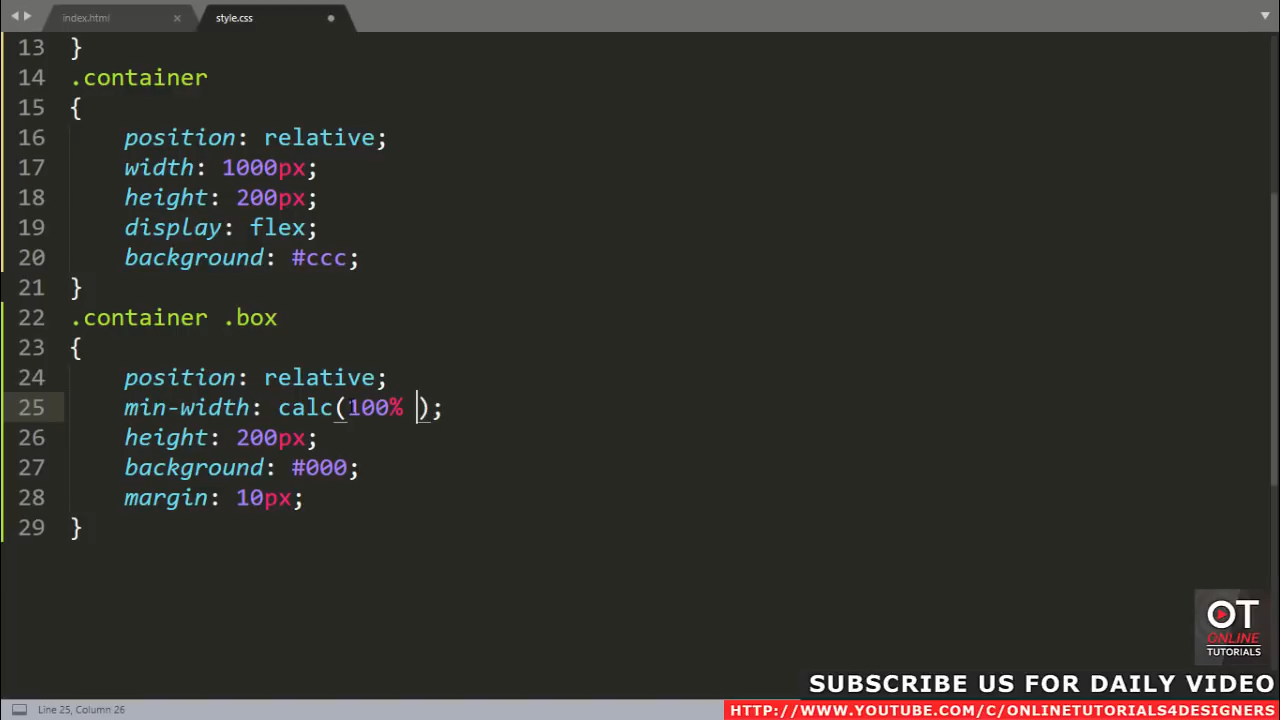 index.html × style.css
13 }
14 .container
15 {
16 position: relative;
17 width: 1000px;
18 height: 200px;
19 display: flex;
20 background: #ccc;
21 }
22 .container .box
23 {
24 position: relative;
25 min-width: calc(100% );
26 height: 200px;
27 background: #000;
28 margin: 10px;
29 }
OT
ONLINE
TUTORIALS
SUBSCRIBE US FOR DAILY VIDEO
Line 25, Column 26
HTTP://WWW.YOUTUBE.COM/C/ONLINETUTORIALS4DESIGNERS